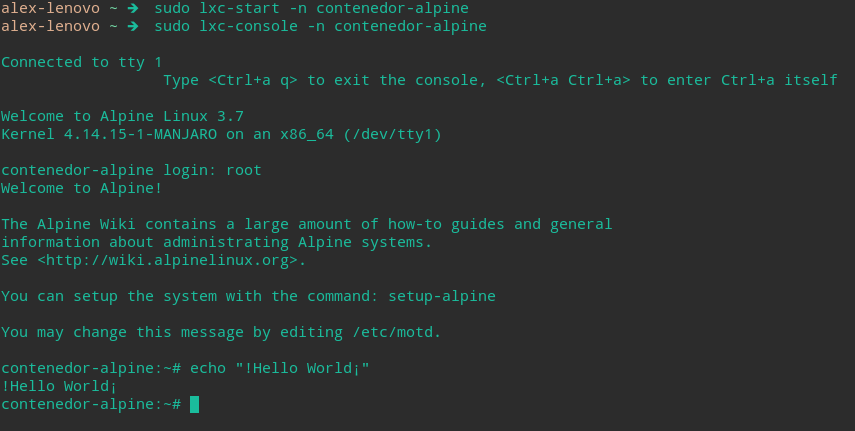 alex-lenovo ~ → sudo lxc-start -n contenedor-alpine
alex-lenovo ~ → sudo lxc-console -n contenedor-alpine
Connected to tty 1
Type <Ctrl+a q> to exit the console, <Ctrl+a Ctrl+a> to enter Ctrl+a itself
Welcome to Alpine Linux 3.7
Kernel 4.14.15-1-MANJARO on an x86_64 (/dev/tty1)
contenedor-alpine login: root
Welcome to Alpine!
The Alpine Wiki contains a large amount of how-to guides and general
information about administrating Alpine systems.
See <http://wiki.alpinelinux.org>.
You can setup the system with the command: setup-alpine
You may change this message by editing /etc/motd.
contenedor-alpine:~# echo "!Hello World¡"
!Hello World¡
contenedor-alpine:~#